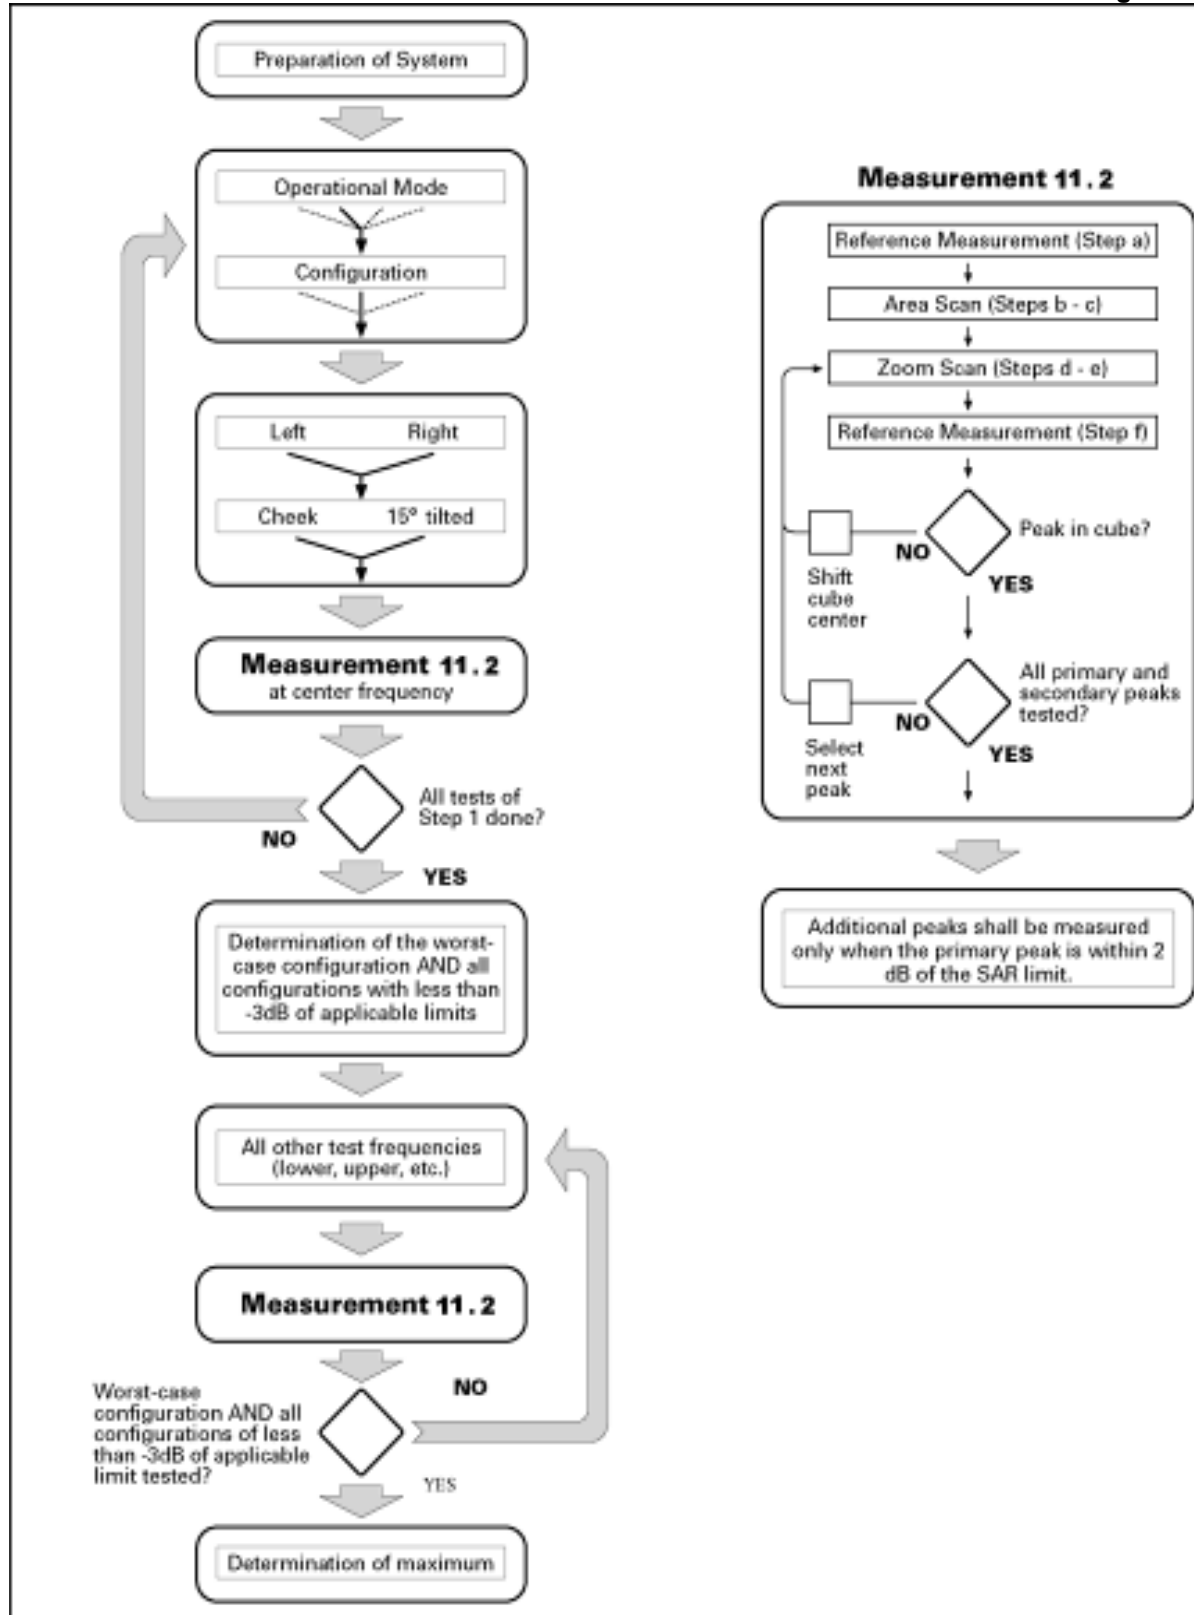 Preparation of System
Operational Mode
Configuration
Left Right
Cheek 15° tilted
Measurement 11.2
at center frequency
All tests of
Step 1 done?
NO
YES
Determination of the worst-
case configuration AND all
configurations with less than
-3dB of applicable limits
All other test frequencies
(lower, upper, etc.)
Measurement 11.2
NO
Worst-case
configuration AND all
configurations of less
than -3dB of applicable
limit tested?
YES
Determination of maximum
Measurement 11.2
Reference Measurement (Step a)
Area Scan (Steps b - c)
Zoom Scan (Steps d - e)
Reference Measurement (Step f)
Peak in cube?
NO
YES
Shift
cube
center
All primary and
secondary peaks
tested?
NO
YES
Select
next
peak
Additional peaks shall be measured
only when the primary peak is within 2
dB of the SAR limit.